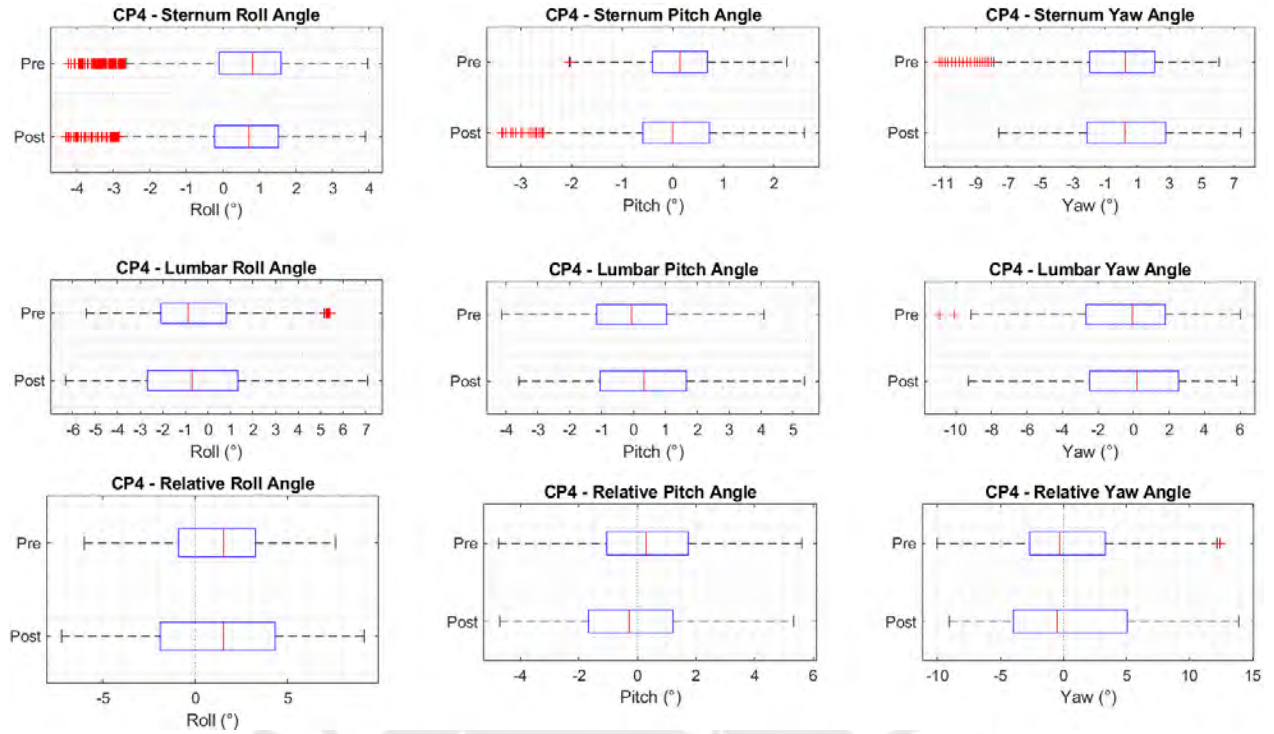 CP4 - Sternum Roll Angle
Pre
Post
-4 -3 -2 -1 0 1 2 3 4
Roll (°)
CP4 - Sternum Pitch Angle
Pre
Post
-3 -2 -1 0 1 2
Pitch (°)
CP4 - Sternum Yaw Angle
Pre
Post
-11 -9 -7 -5 -3 -1 1 3 5 7
Yaw (°)
CP4 - Lumbar Roll Angle
Pre
Post
-6 -5 -4 -3 -2 -1 0 1 2 3 4 5 6 7
Roll (°)
CP4 - Lumbar Pitch Angle
Pre
Post
-4 -3 -2 -1 0 1 2 3 4 5
Pitch (°)
CP4 - Lumbar Yaw Angle
Pre
Post
-10 -8 -6 -4 -2 0 2 4 6
Yaw (°)
CP4 - Relative Roll Angle
Pre
Post
-5 0 5
Roll (°)
CP4 - Relative Pitch Angle
Pre
Post
-4 -2 0 2 4 6
Pitch (°)
CP4 - Relative Yaw Angle
Pre
Post
-10 -5 0 5 10 15
Yaw (°)